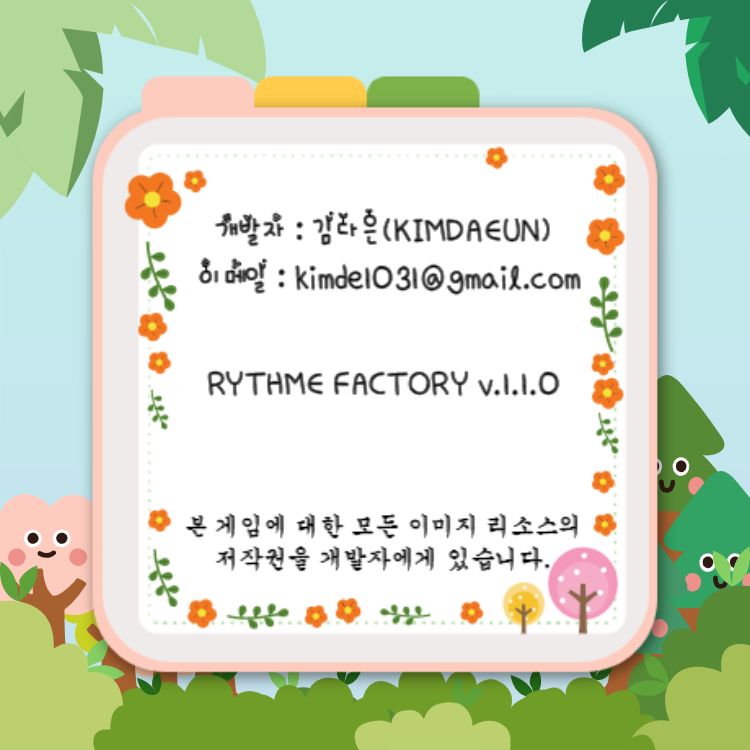 개발자 : 김다은(KIMDAEUN)
이메일 : kimde1031@gmail.com
RYTHME FACTORY v.1.1.0
본 게임에 대한 모든 이미지 리소스의
저작권을 개발자에게 있습니다.